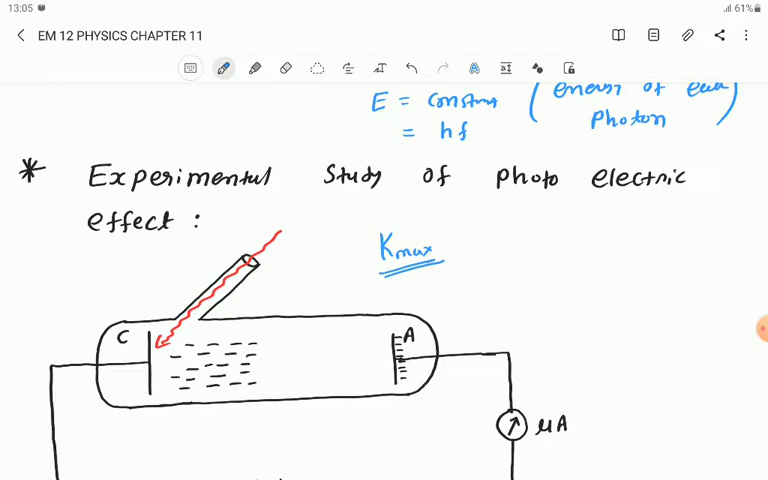 13:05
61%
EM 12 PHYSICS CHAPTER 11
E = constnt (energy of each
= hf photon)
* Experimental study of photo electric
effect :
Kmax
C
A
μA